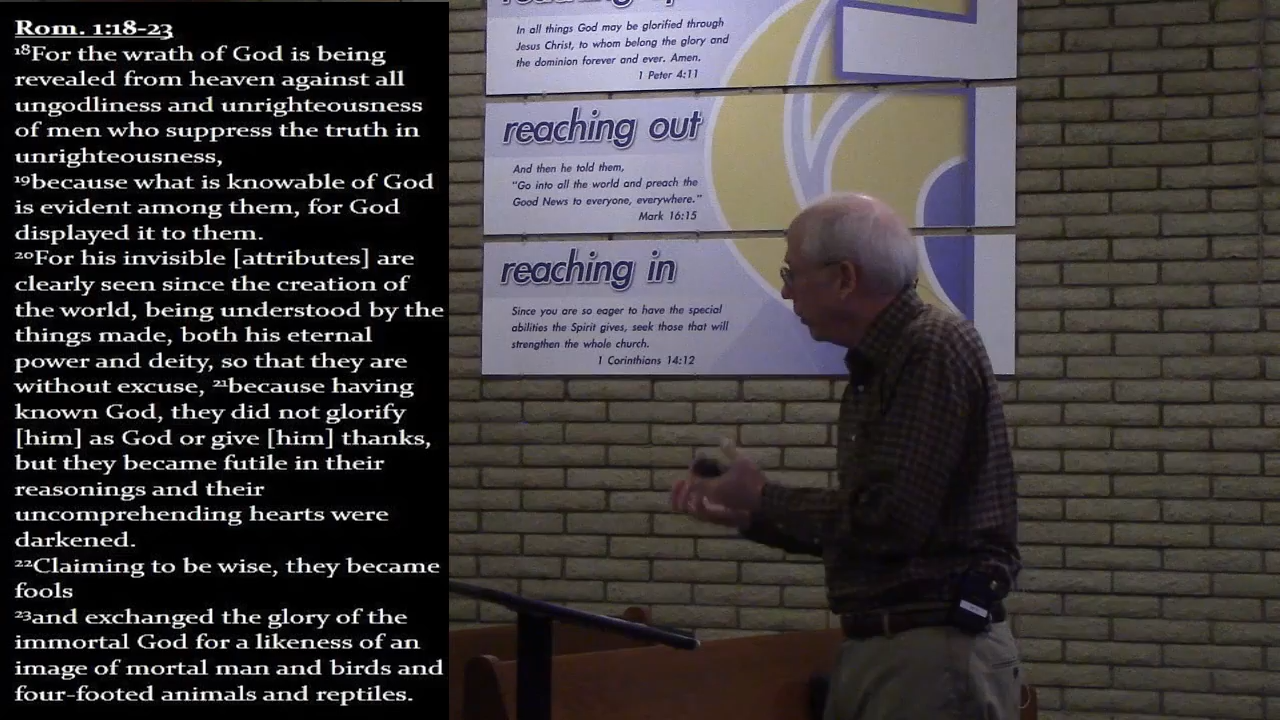 Rom. 1:18-23
¹⁸For the wrath of God is being
revealed from heaven against all
ungodliness and unrighteousness
of men who suppress the truth in
unrighteousness,
¹⁹because what is knowable of God
is evident among them, for God
displayed it to them.
²⁰For his invisible [attributes] are
clearly seen since the creation of
the world, being understood by the
things made, both his eternal
power and deity, so that they are
without excuse, ²¹because having
known God, they did not glorify
[him] as God or give [him] thanks,
but they became futile in their
reasonings and their
uncomprehending hearts were
darkened.
²²Claiming to be wise, they became
fools
²³and exchanged the glory of the
immortal God for a likeness of an
image of mortal man and birds and
four-footed animals and reptiles.
In all things God may be glorified through
Jesus Christ, to whom belong the glory and
the dominion forever and ever. Amen.
1 Peter 4:11
reaching out
And then he told them,
"Go into all the world and preach the
Good News to everyone, everywhere."
Mark 16:15
reaching in
Since you are so eager to have the special
abilities the Spirit gives, seek those that will
strengthen the whole church.
1 Corinthians 14:12